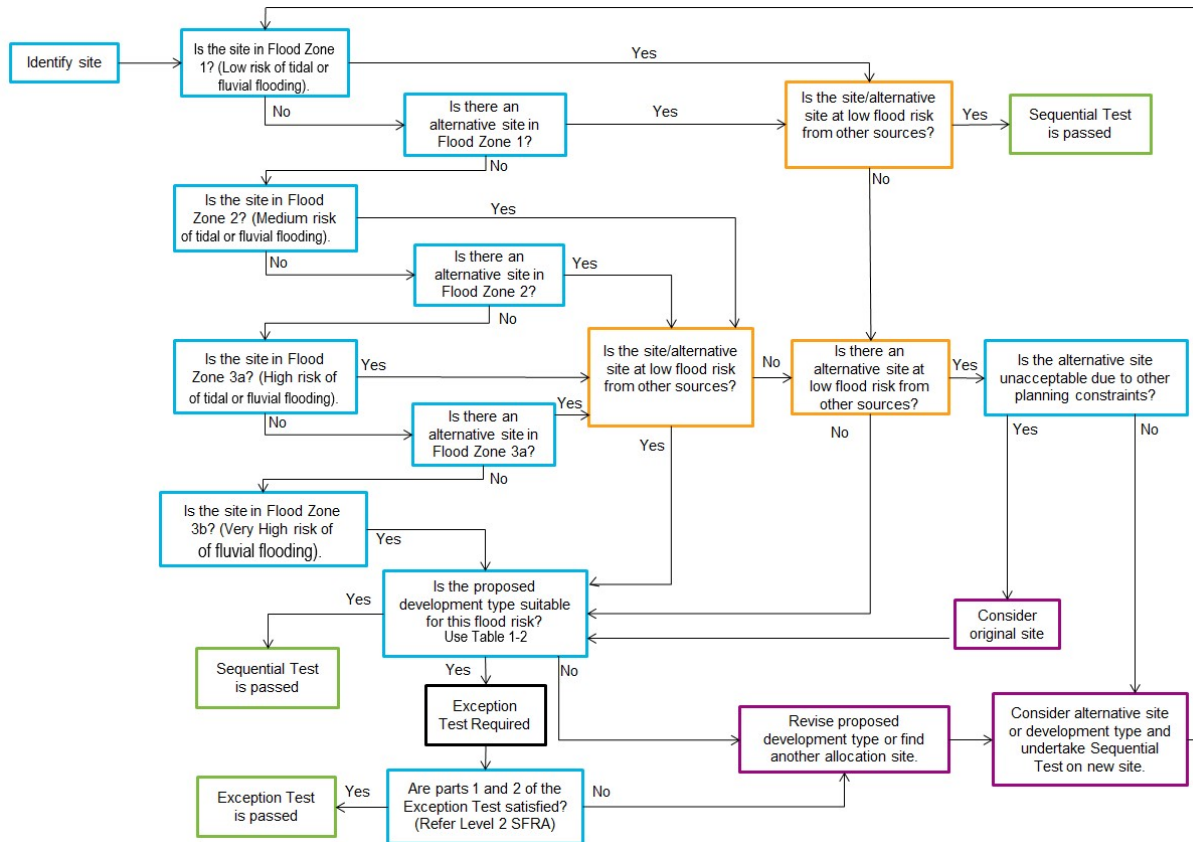 Identify site
Is the site in Flood Zone
1? (Low risk of tidal or
fluvial flooding).
Yes
No
Is there an
alternative site in
Flood Zone 1?
Yes
No
Is the site/alternative
site at low flood risk
from other sources?
Yes
No
Sequential Test
is passed
Is the site in Flood
Zone 2? (Medium risk
of tidal or fluvial flooding).
Yes
No
Is there an
alternative site in
Flood Zone 2?
Yes
No
Is the site in Flood
Zone 3a? (High risk of
of tidal or fluvial flooding).
Yes
No
Is there an
alternative site in
Flood Zone 3a?
Yes
No
Is the site/alternative
site at low flood risk
from other sources?
No
Yes
Is there an
alternative site at
low flood risk from
other sources?
Yes
No
Is the alternative site
unacceptable due to other
planning constraints?
Yes
No
Is the site in Flood Zone
3b? (Very High risk of
of fluvial flooding).
Yes
Is the proposed
development type suitable
for this flood risk?
Use Table 1-2
Yes
Yes
No
Consider
original site
Sequential Test
is passed
Exception
Test Required
Revise proposed
development type or find
another allocation site.
Consider alternative site
or development type and
undertake Sequential
Test on new site.
Are parts 1 and 2 of the
Exception Test satisfied?
(Refer Level 2 SFRA)
Yes
No
Exception Test
is passed